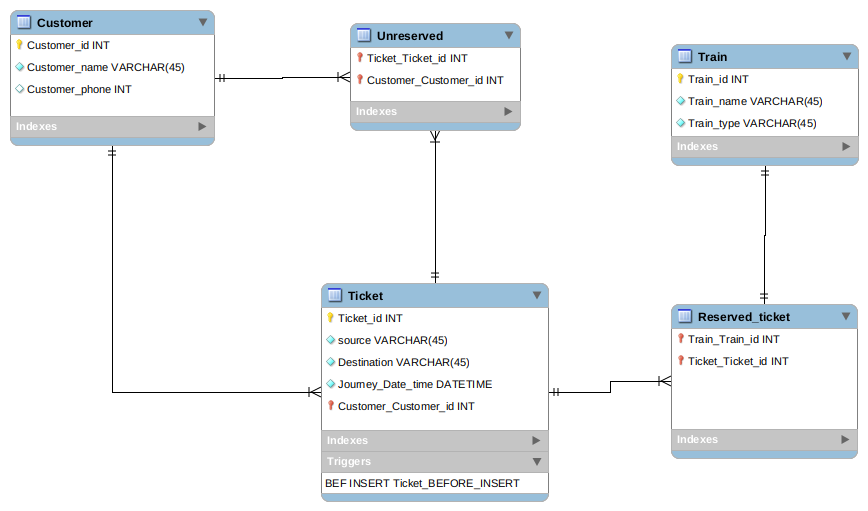 Customer
Customer_id INT
Customer_name VARCHAR(45)
Customer_phone INT
Indexes
Unreserved
Ticket_Ticket_id INT
Customer_Customer_id INT
Indexes
Train
Train_id INT
Train_name VARCHAR(45)
Train_type VARCHAR(45)
Indexes
Ticket
Ticket_id INT
source VARCHAR(45)
Destination VARCHAR(45)
Journey_Date_time DATETIME
Customer_Customer_id INT
Indexes
Triggers
BEF INSERT Ticket_BEFORE_INSERT
Reserved_ticket
Train_Train_id INT
Ticket_Ticket_id INT
Indexes